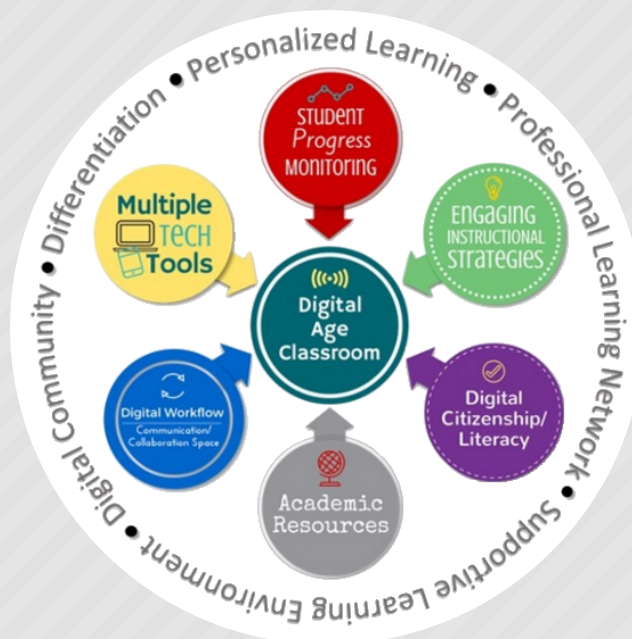 Differentiation • Personalized Learning • Professional Learning Network • Supportive Learning Environment • Digital Community •
STUDENT
Progress
MONITORING
Multiple
TECH
Tools
ENGAGING
INSTRUCTIONAL
STRATEGIES
Digital
Age
Classroom
Digital Workflow
Communication/
Collaboration Space
Digital
Citizenship/
Literacy
Academic
Resources